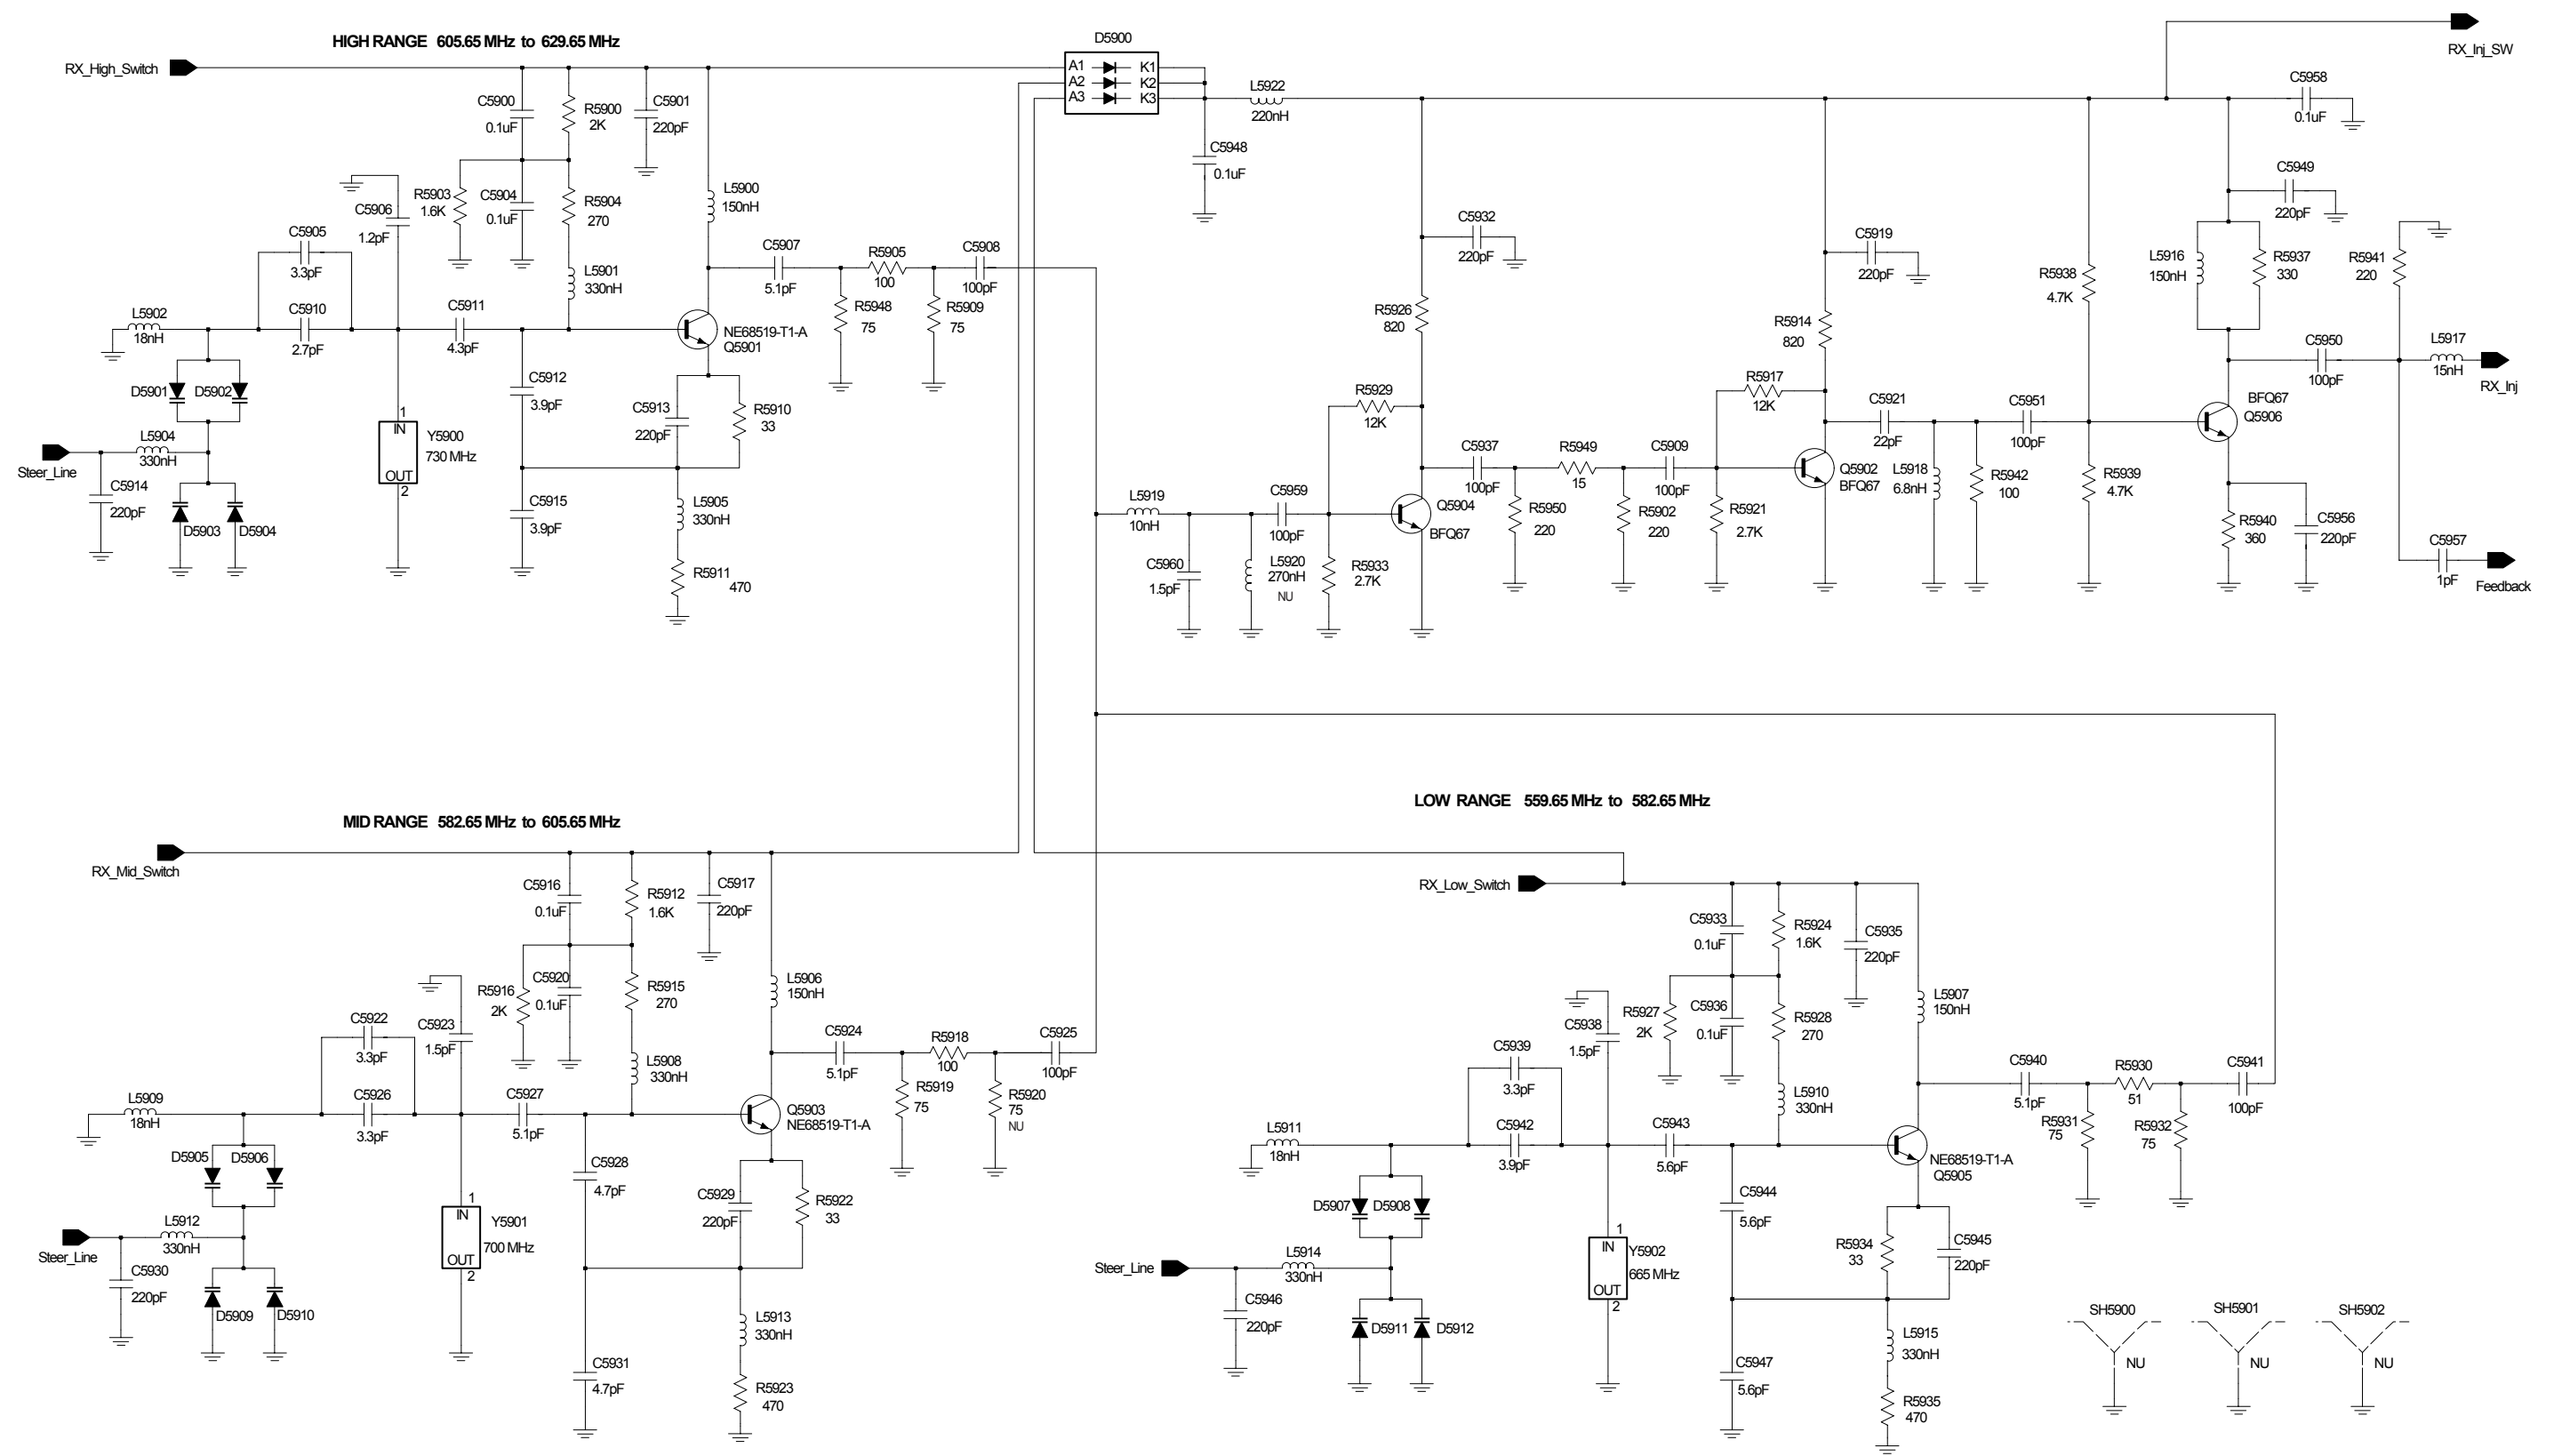 HIGH RANGE 605.65 MHz to 629.65 MHz
RX_High_Switch
C5900
0.1uF
R5900
2K
C5901
220pF
R5903
1.6K
C5904
0.1uF
R5904
270
L5900
150nH
C5906
1.2pF
C5905
3.3pF
L5901
330nH
C5907
5.1pF
R5905
100
C5908
100pF
R5948
75
R5909
75
L5902
18nH
C5910
2.7pF
C5911
4.3pF
NE68519-T1-A
Q5901
D5901
D5902
C5912
3.9pF
C5913
220pF
R5910
33
Steer_Line
L5904
330nH
C5914
220pF
D5903
D5904
1
IN
OUT
2
Y5900
730 MHz
C5915
3.9pF
L5905
330nH
R5911
470
D5900
A1
K1
A2
K2
A3
K3
L5922
220nH
C5948
0.1uF
RX_Inj_SW
C5958
0.1uF
C5949
220pF
C5932
220pF
C5919
220pF
L5916
150nH
R5937
330
R5941
220
R5938
4.7K
R5926
820
R5914
820
R5929
12K
R5917
12K
C5950
100pF
L5917
15nH
RX_Inj
BFQ67
Q5906
C5921
22pF
C5951
100pF
C5937
100pF
R5949
15
C5909
100pF
Q5902
BFQ67
L5918
6.8nH
R5942
100
R5939
4.7K
L5919
10nH
C5959
100pF
Q5904
BFQ67
R5950
220
R5902
220
R5921
2.7K
R5940
360
C5956
220pF
C5957
1pF
Feedback
C5960
1.5pF
L5920
270nH
NU
R5933
2.7K
MID RANGE 582.65 MHz to 605.65 MHz
RX_Mid_Switch
C5916
0.1uF
R5912
1.6K
C5917
220pF
R5916
2K
C5920
0.1uF
R5915
270
L5906
150nH
C5922
3.3pF
C5923
1.5pF
L5908
330nH
C5924
5.1pF
R5918
100
C5925
100pF
R5919
75
R5920
75
NU
L5909
18nH
C5926
3.3pF
C5927
5.1pF
Q5903
NE68519-T1-A
D5905
D5906
C5928
4.7pF
C5929
220pF
R5922
33
Steer_Line
L5912
330nH
C5930
220pF
D5909
D5910
1
IN
OUT
2
Y5901
700 MHz
L5913
330nH
C5931
4.7pF
R5923
470
LOW RANGE 559.65 MHz to 582.65 MHz
RX_Low_Switch
C5933
0.1uF
R5924
1.6K
C5935
220pF
R5927
2K
C5936
0.1uF
R5928
270
L5907
150nH
C5938
1.5pF
C5939
3.3pF
L5910
330nH
C5940
5.1pF
R5930
51
C5941
100pF
R5931
75
R5932
75
L5911
18nH
C5942
3.9pF
C5943
5.6pF
NE68519-T1-A
Q5905
D5907
D5908
C5944
5.6pF
R5934
33
C5945
220pF
Steer_Line
L5914
330nH
C5946
220pF
D5911
D5912
1
IN
OUT
2
Y5902
665 MHz
L5915
330nH
C5947
5.6pF
R5935
470
SH5900
NU
SH5901
NU
SH5902
NU